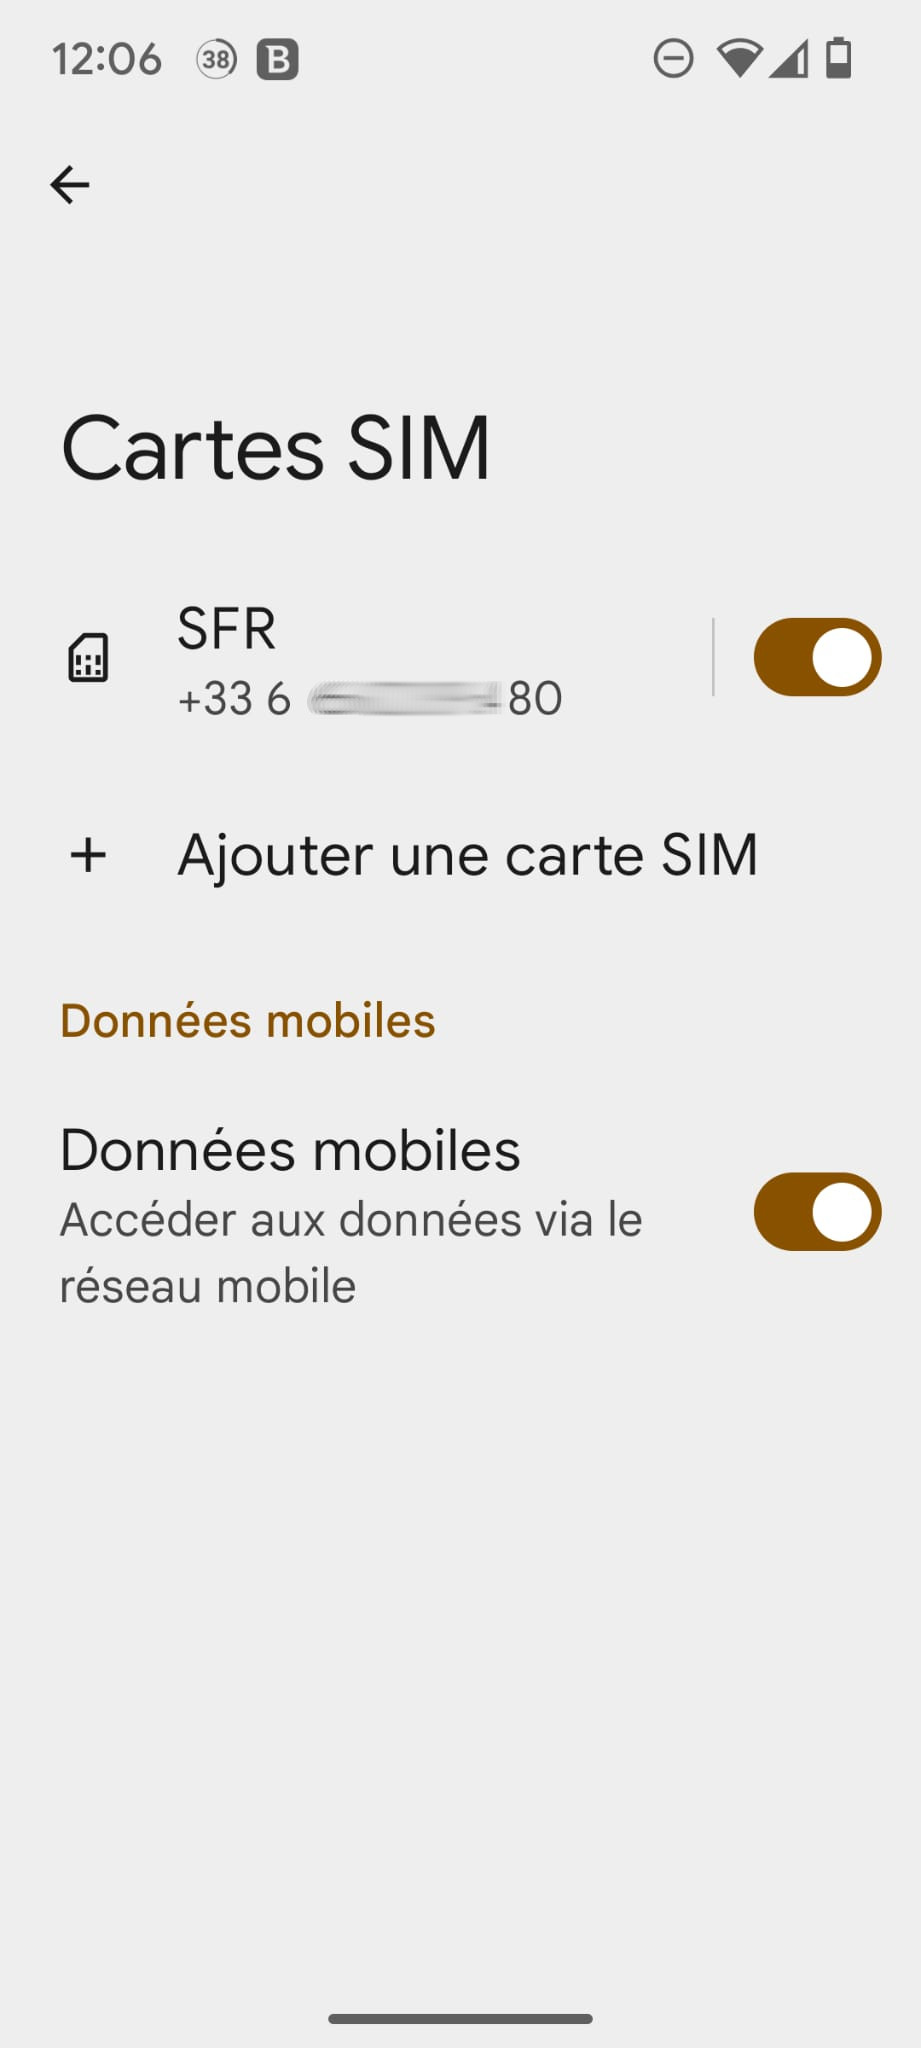 12:06 38 B
Cartes SIM
SFR
+33 6 80
+ Ajouter une carte SIM
Données mobiles
Données mobiles
Accéder aux données via le
réseau mobile